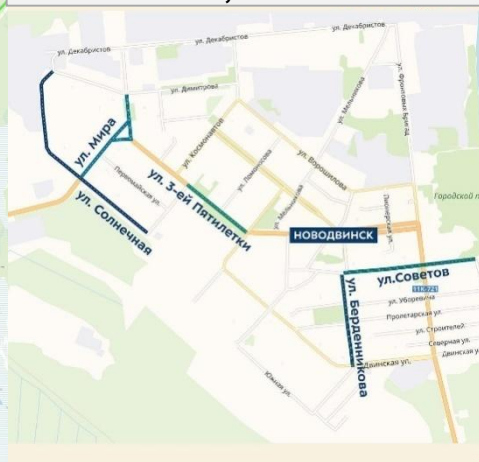 ул. Декабристов
ул. Декабристов
ул. Декабристов
ул. Димитрова
ул. Мельникова
ул. Фронтовых Бригад
ул. Мира
ул. Космонавтов
ул. Ломоносова
ул. Ворошилова
Первомайская ул.
ул. 3-ей Пятилетки
ул. Мельникова
Пионерская ул.
Городской п
ул. Солнечная
НОВОДВИНСК
ул.Советов
ул. Уборевича
Пролетарская ул.
ул. Строителей
Северная ул.
ул. Берденникова
Двинская ул.
Двинская у
Южная ул.